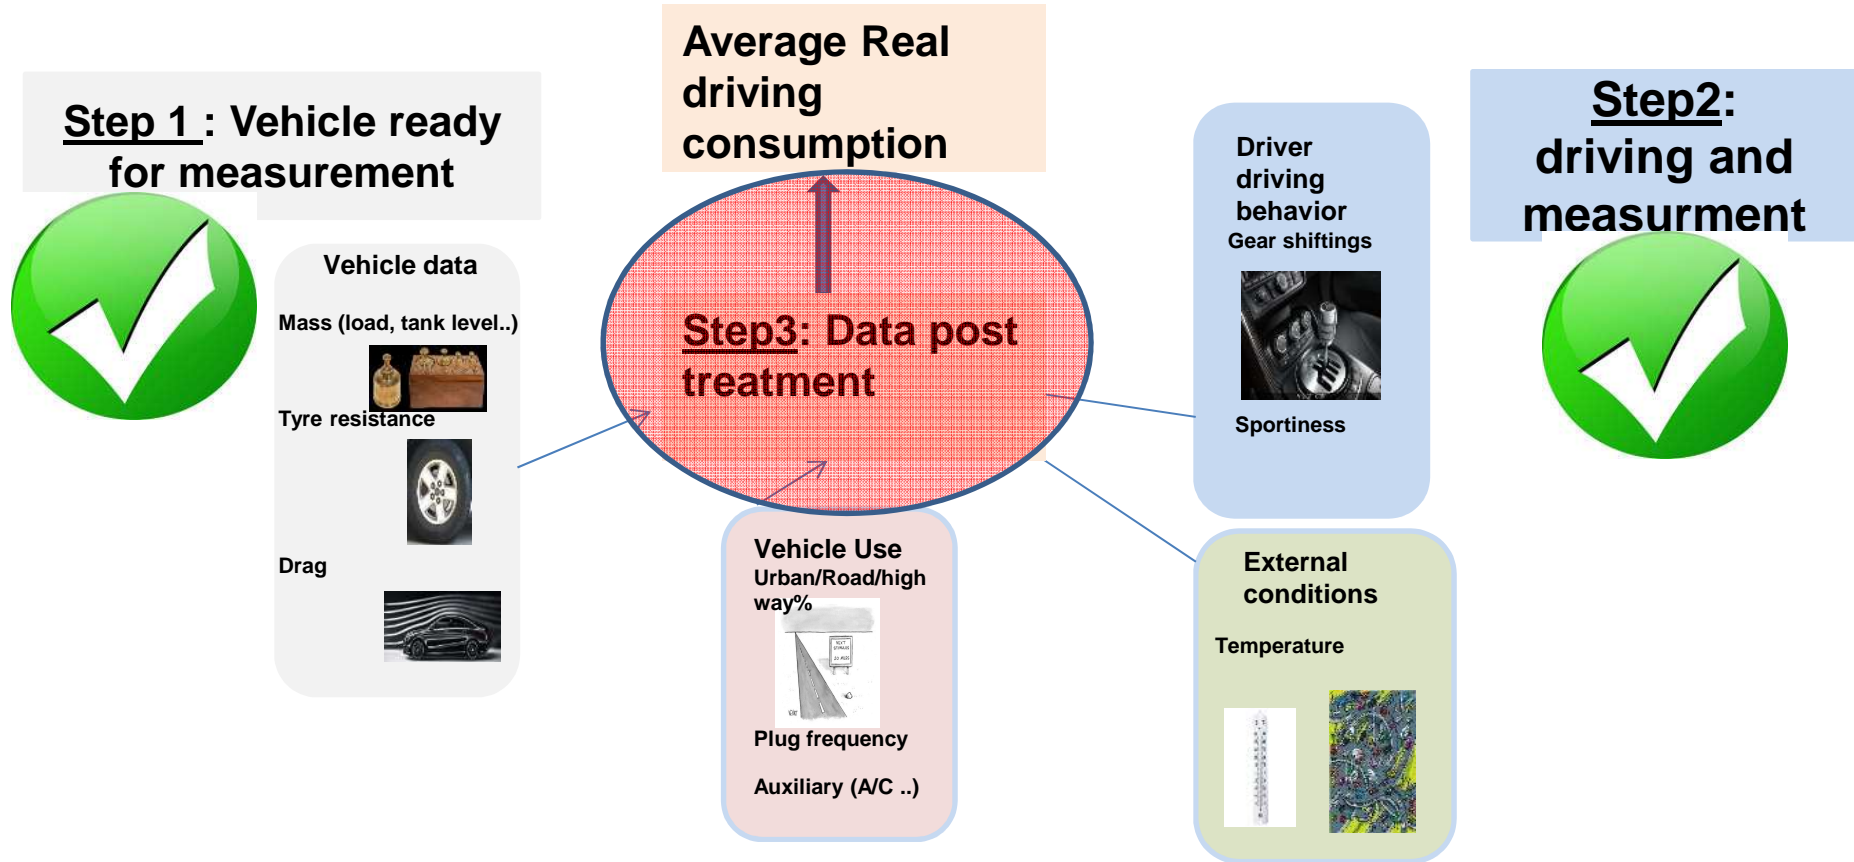 Average Real
driving
consumption
Step 1 : Vehicle ready
for measurement
Step2:
driving and
measurment
Vehicle data
Mass (load, tank level..)
Tyre resistance
Drag
Step3: Data post
treatment
Driver
driving
behavior
Gear shiftings
Sportiness
Vehicle Use
Urban/Road/high
way%
Plug frequency
Auxiliary (A/C ..)
External
conditions
Temperature